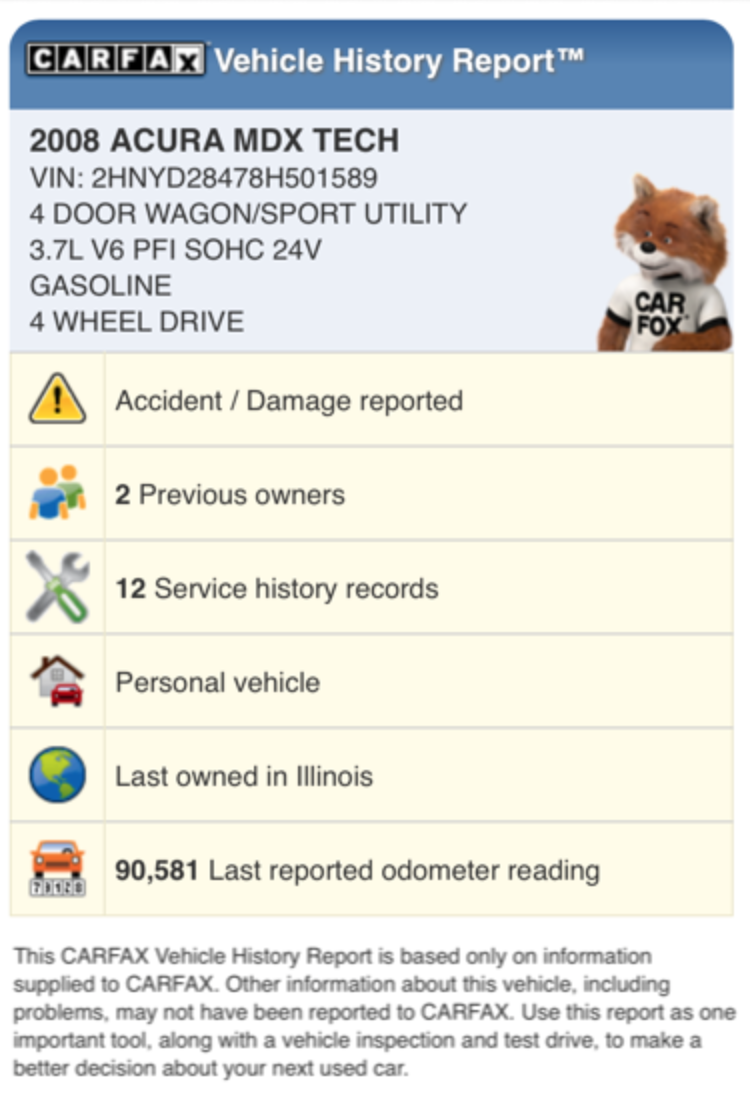 CARFAX Vehicle History Report™
2008 ACURA MDX TECH
VIN: 2HNYD28478H501589
4 DOOR WAGON/SPORT UTILITY
3.7L V6 PFI SOHC 24V
GASOLINE
4 WHEEL DRIVE
CAR
FOX
Accident / Damage reported
2 Previous owners
12 Service history records
Personal vehicle
Last owned in Illinois
90,581 Last reported odometer reading
This CARFAX Vehicle History Report is based only on information
supplied to CARFAX. Other information about this vehicle, including
problems, may not have been reported to CARFAX. Use this report as one
important tool, along with a vehicle inspection and test drive, to make a
better decision about your next used car.